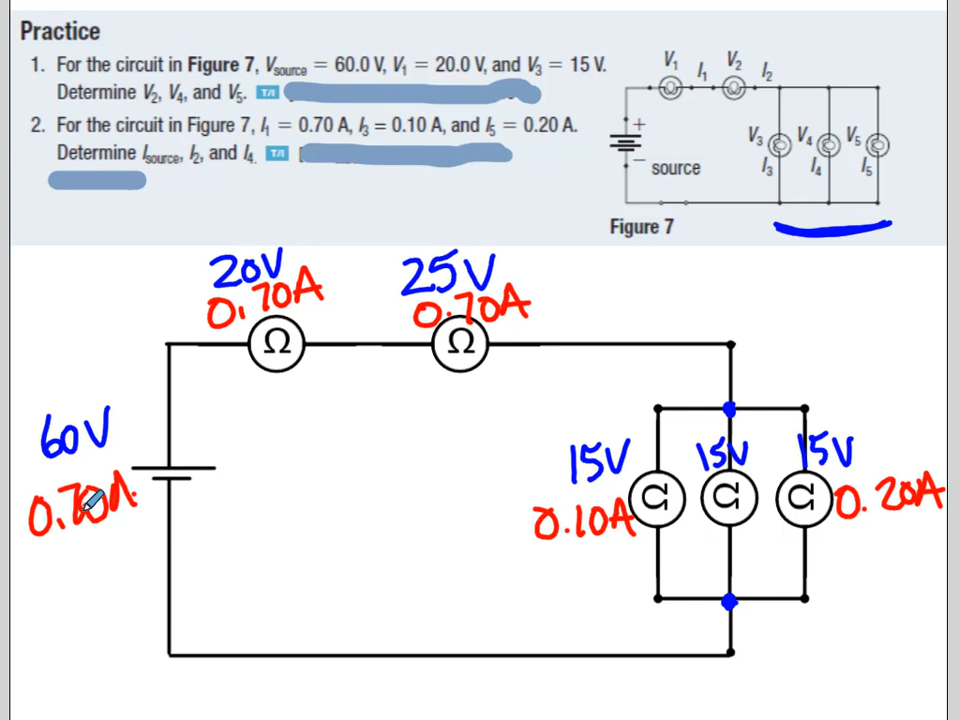 Practice
1. For the circuit in Figure 7, Vsource = 60.0 V, V1 = 20.0 V, and V3 = 15 V.
Determine V2, V4, and V5. T/I
2. For the circuit in Figure 7, I1 = 0.70 A, I3 = 0.10 A, and I5 = 0.20 A.
Determine Isource, I2, and I4. T/I [
V1 I1 V2 I2
+
V3 V4 V5
− source I3 I4 I5
Figure 7
20V 25V
0.70A 0.70A
Ω Ω
60V
15V 15V 15V
0.70A
0.10A Ω Ω Ω 0.20A